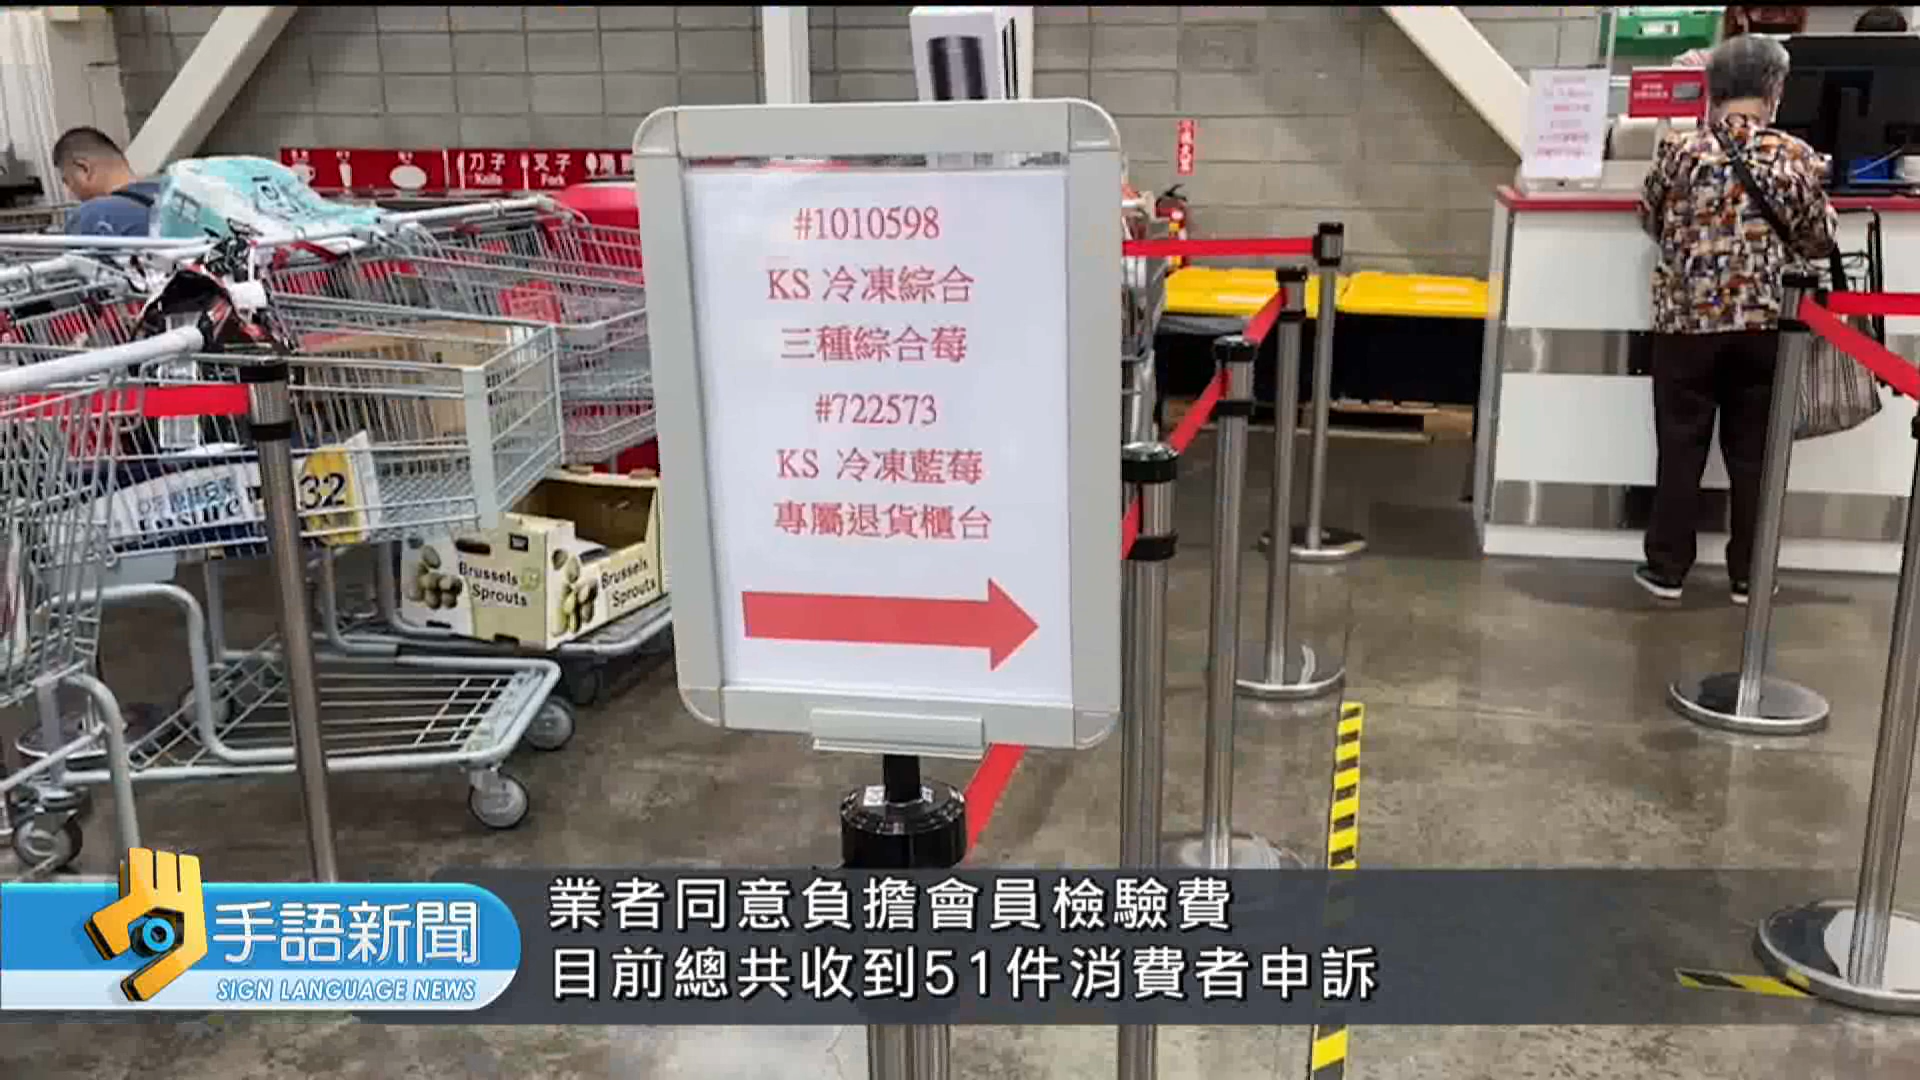 刀子 叉子
Knife Fork
#1010598
KS 冷凍綜合
三種綜合莓
#722573
KS 冷凍藍莓
專屬退貨櫃台
32
Ensure
Brussels
Sprouts
Brussels
Sprouts
手語新聞
SIGN LANGUAGE NEWS
業者同意負擔會員檢驗費
目前總共收到51件消費者申訴